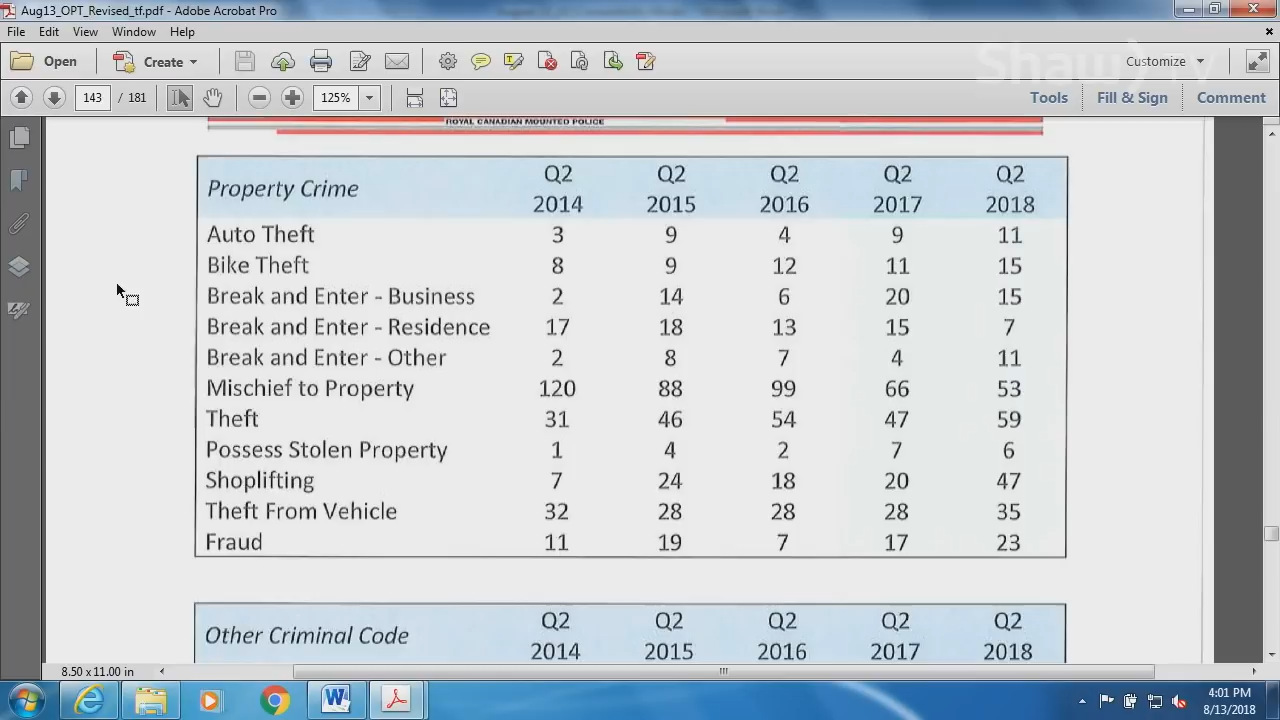 Aug13_OPT_Revised_tf.pdf - Adobe Acrobat Pro
File Edit View Window Help
Open Create Customize
Shaw) tv
143 / 181 125% Tools Fill & Sign Comment
ROYAL CANADIAN MOUNTED POLICE
Property Crime Q2 2014 Q2 2015 Q2 2016 Q2 2017 Q2 2018
Auto Theft 3 9 4 9 11
Bike Theft 8 9 12 11 15
Break and Enter - Business 2 14 6 20 15
Break and Enter - Residence 17 18 13 15 7
Break and Enter - Other 2 8 7 4 11
Mischief to Property 120 88 99 66 53
Theft 31 46 54 47 59
Possess Stolen Property 1 4 2 7 6
Shoplifting 7 24 18 20 47
Theft From Vehicle 32 28 28 28 35
Fraud 11 19 7 17 23
Other Criminal Code Q2 2014 Q2 2015 Q2 2016 Q2 2017 Q2 2018
8.50 x 11.00 in
4:01 PM
8/13/2018